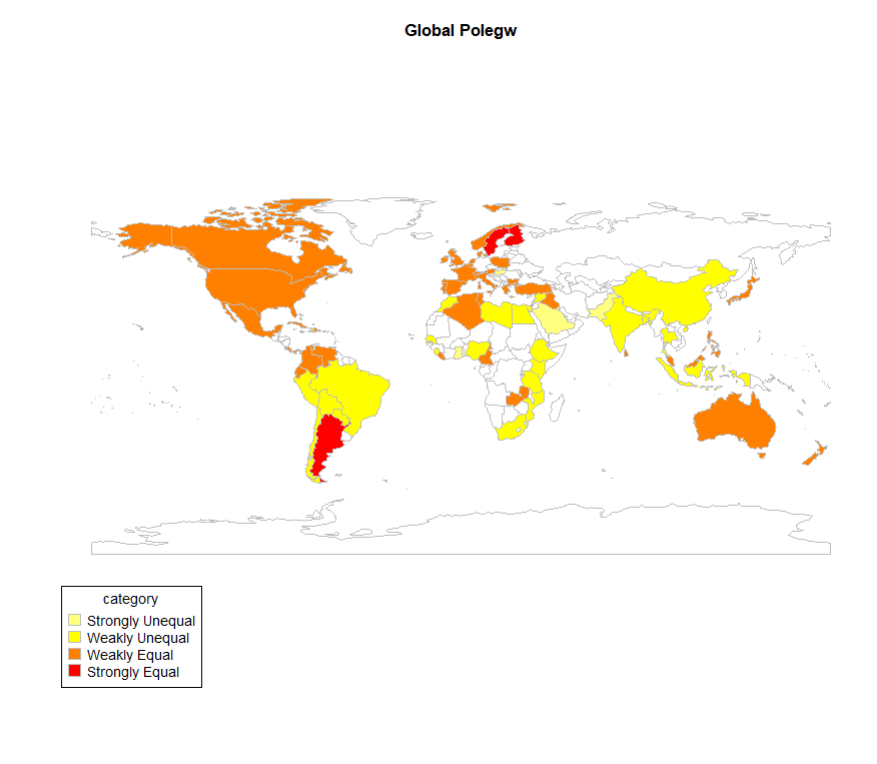 Global Polegw
category
Strongly Unequal
Weakly Unequal
Weakly Equal
Strongly Equal